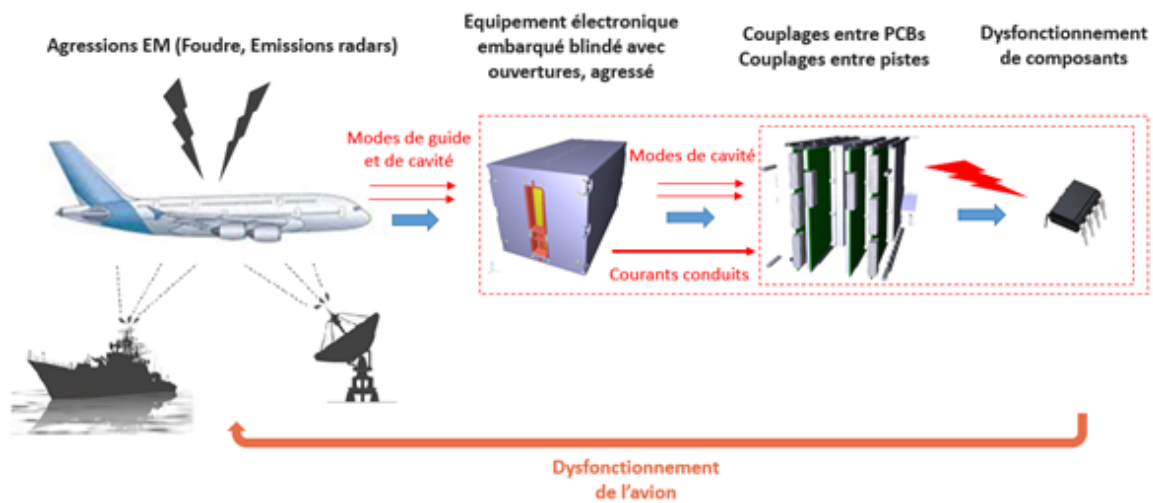 Agressions EM (Foudre, Emissions radars)
Equipement électronique
embarqué blindé avec
ouvertures, agressé
Couplages entre PCBs
Couplages entre pistes
Dysfonctionnement
de composants
Modes de guide
et de cavité
Modes de cavité
Courants conduits
Dysfonctionnement
de l'avion